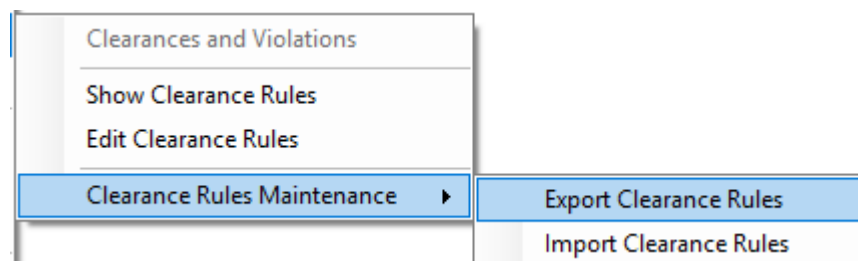 Clearances and Violations
Show Clearance Rules
Edit Clearance Rules
Clearance Rules Maintenance
Export Clearance Rules
Import Clearance Rules